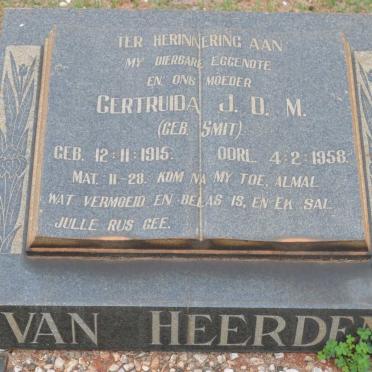 TER HERINNERING AAN
MY DIERBARE EGGENOTE
EN ONS MOEDER
GERTRUIDA J. D. M.
(GEB. SMIT)
GEB. 12-11-1915. OORL. 4-2-1958.
MAT. 11-28. KOM NA MY TOE, ALMAL
WAT VERMOEID EN BELAS IS, EN EK SAL
JULLE RUS GEE.
VAN HEERDEN